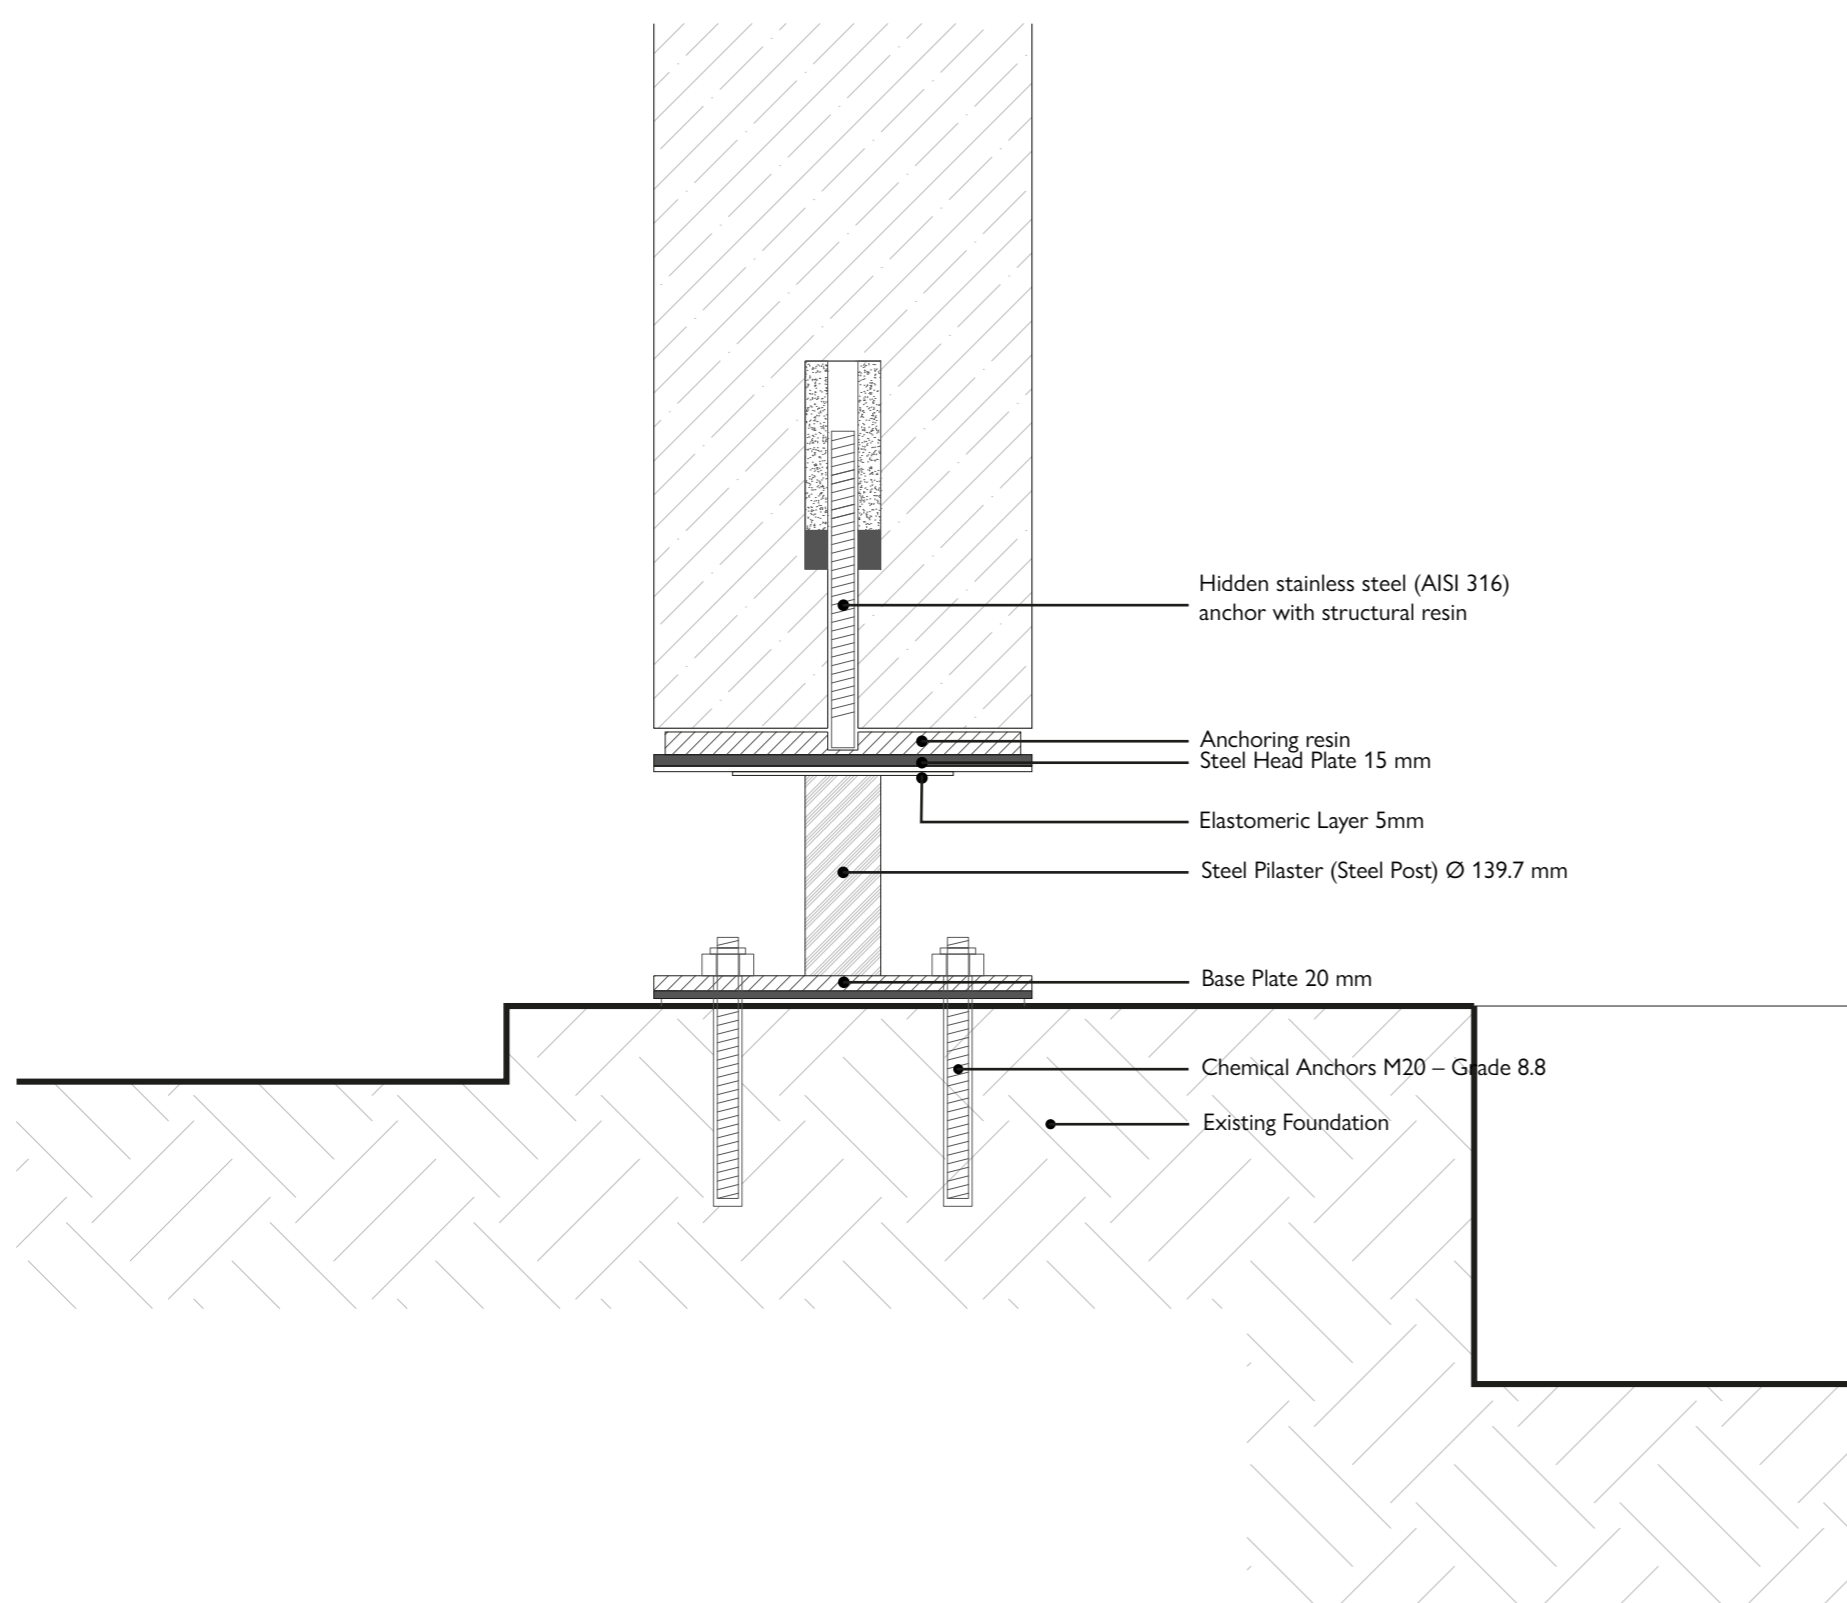 Hidden stainless steel (AISI 316)
anchor with structural resin
Anchoring resin
Steel Head Plate 15 mm
Elastomeric Layer 5mm
Steel Pilaster (Steel Post) Ø 139.7 mm
Base Plate 20 mm
Chemical Anchors M20 – Grade 8.8
Existing Foundation